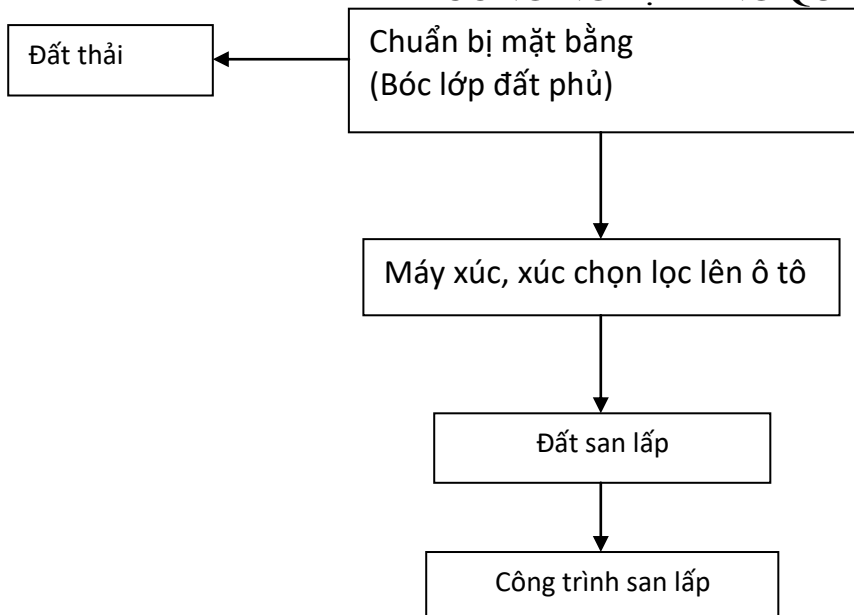 Đất thải
Chuẩn bị mặt bằng
(Bóc lớp đất phủ)
Máy xúc, xúc chọn lọc lên ô tô
Đất san lấp
Công trình san lấp